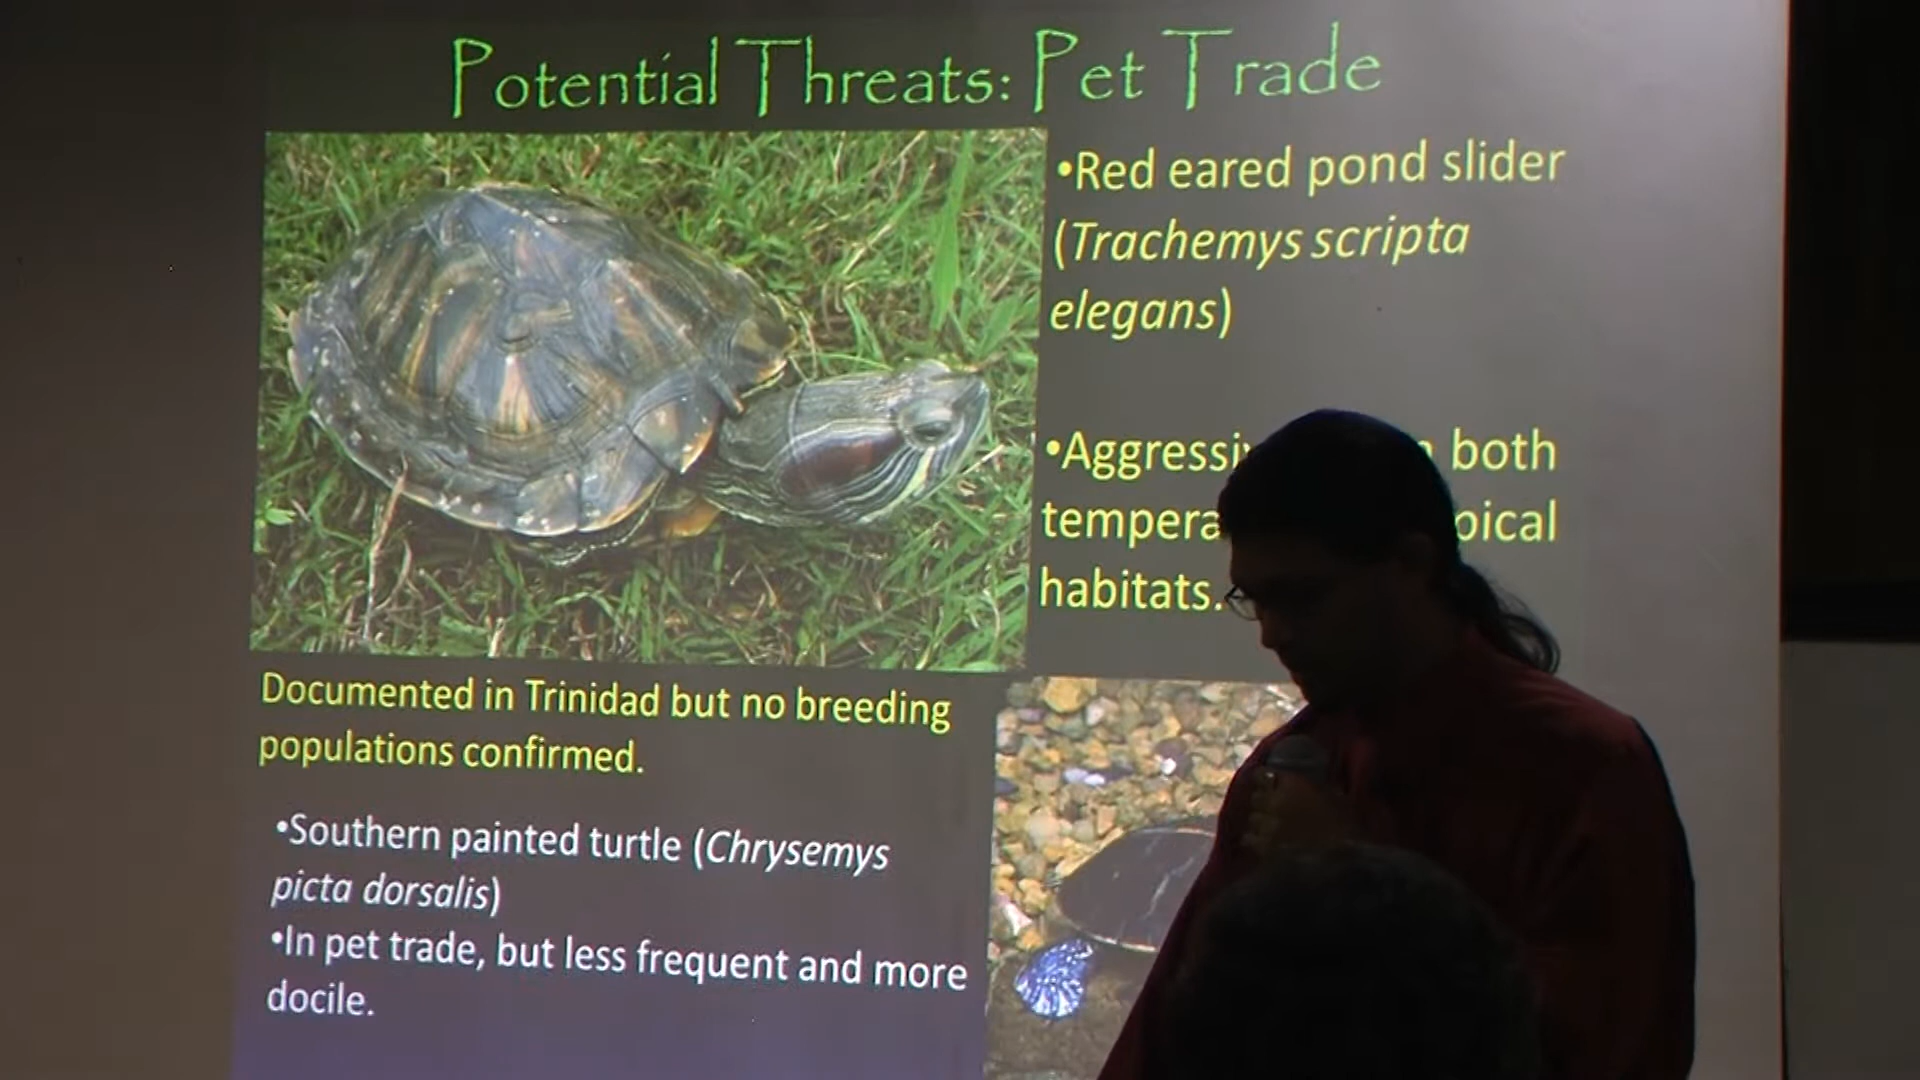 Potential Threats: Pet Trade
•Red eared pond slider
(Trachemys scripta
elegans)
•Aggressiv both
tempera pical
habitats.
Documented in Trinidad but no breeding
populations confirmed.
•Southern painted turtle (Chrysemys
picta dorsalis)
•In pet trade, but less frequent and more
docile.